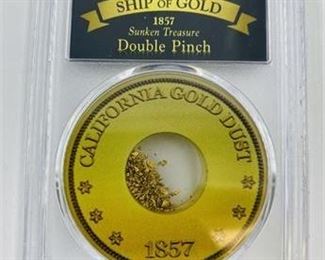 SHIP OF GOLD
1857
Sunken Treasure
Double Pinch
CALIFORNIA GOLD DUST
1857